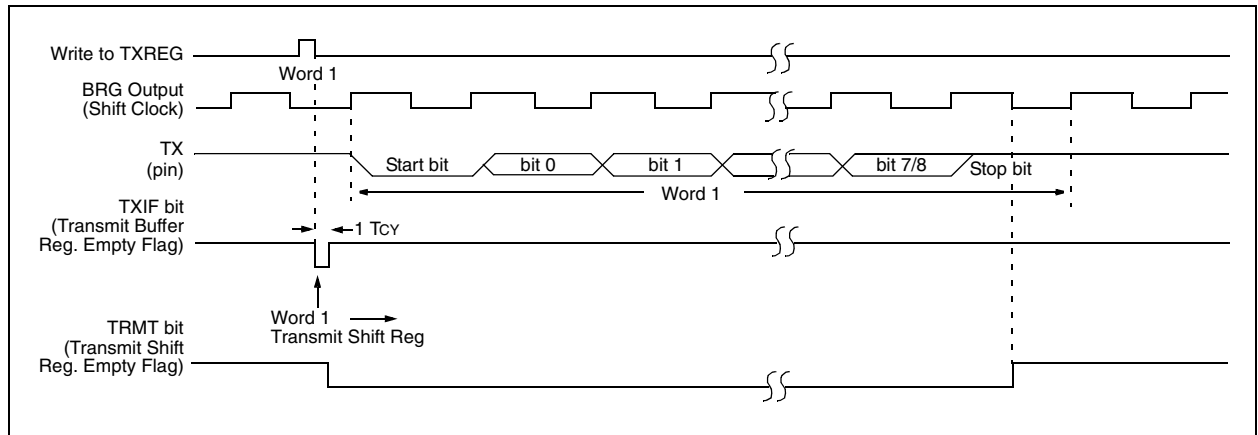 Write to TXREG
Word 1
BRG Output
(Shift Clock)
TX
(pin)
Start bit
bit 0
bit 1
bit 7/8
Stop bit
Word 1
TXIF bit
(Transmit Buffer
Reg. Empty Flag)
1 TCY
Word 1
Transmit Shift Reg
TRMT bit
(Transmit Shift
Reg. Empty Flag)